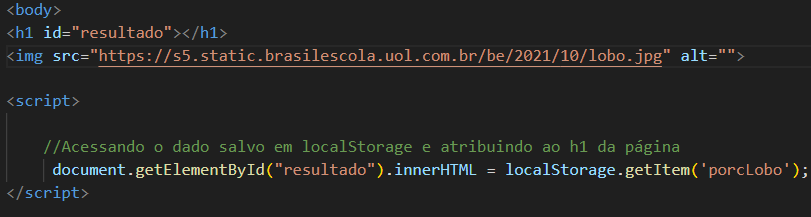 <body>
<h1 id="resultado"></h1>
<img src="https://s5.static.brasilescola.uol.com.br/be/2021/10/lobo.jpg" alt="">
<script>
//Acessando o dado salvo em localStorage e atribuindo ao h1 da página
document.getElementById("resultado").innerHTML = localStorage.getItem('porcLobo');
</script>